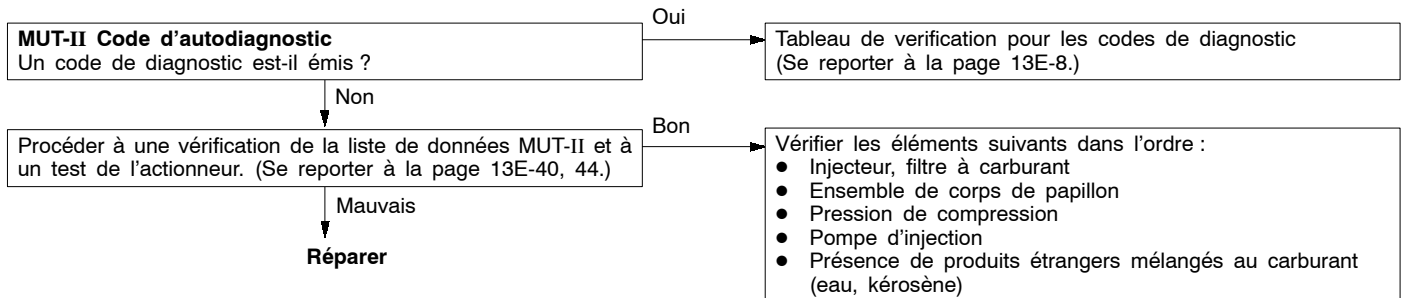 Oui
MUT-II Code d'autodiagnostic
Un code de diagnostic est-il émis ?
Tableau de verification pour les codes de diagnostic
(Se reporter à la page 13E-8.)
Non
Bon
Procéder à une vérification de la liste de données MUT-II et à
un test de l'actionneur. (Se reporter à la page 13E-40, 44.)
Vérifier les éléments suivants dans l'ordre :
● Injecteur, filtre à carburant
● Ensemble de corps de papillon
● Pression de compression
● Pompe d'injection
● Présence de produits étrangers mélangés au carburant
(eau, kérosène)
Mauvais
Réparer